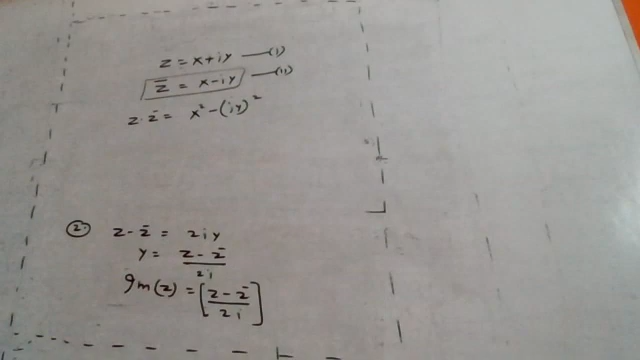 z = x+iy —(i)
z̄ = x-iy —(ii)
z·z̄ = x² - (iy)²
② z - z̄ = 2iy
y = (z - z̄)/2i
Im(z) = [(z - z̄)/2i]